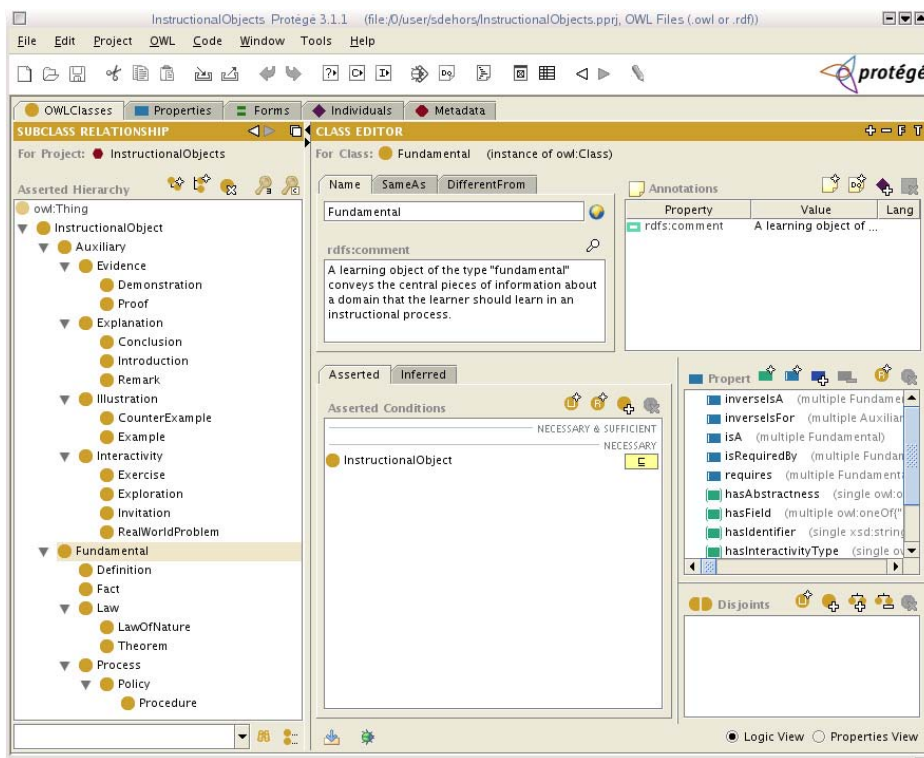 InstructionalObjects Protégé 3.1.1 (file:/0/user/sdehors/InstructionalObjects.pprj, OWL Files (.owl or .rdf))
File Edit Project OWL Code Window Tools Help
protégé
OWLClasses Properties Forms Individuals Metadata
SUBCLASS RELATIONSHIP
For Project: InstructionalObjects
Asserted Hierarchy
owl:Thing
InstructionalObject
Auxiliary
Evidence
Demonstration
Proof
Explanation
Conclusion
Introduction
Remark
Illustration
CounterExample
Example
Interactivity
Exercise
Exploration
Invitation
RealWorldProblem
Fundamental
Definition
Fact
Law
LawOfNature
Theorem
Process
Policy
Procedure
CLASS EDITOR
For Class: Fundamental (instance of owl:Class)
Name SameAs DifferentFrom
Fundamental
rdfs:comment
A learning object of the type "fundamental"
conveys the central pieces of information about
a domain that the learner should learn in an
instructional process.
Annotations
Property Value Lang
rdfs:comment A learning object of ...
Asserted Inferred
Asserted Conditions
NECESSARY & SUFFICIENT
NECESSARY
InstructionalObject ⊑
Propert
inverseIsA (multiple Fundamen
inverseIsFor (multiple Auxiliar
isA (multiple Fundamental)
isRequiredBy (multiple Fundan
requires (multiple Fundament
hasAbstractness (single owl:o
hasField (multiple owl:oneOf{"
hasIdentifier (single xsd:string
hasInteractivityType (single ow
Disjoints
Logic View Properties View